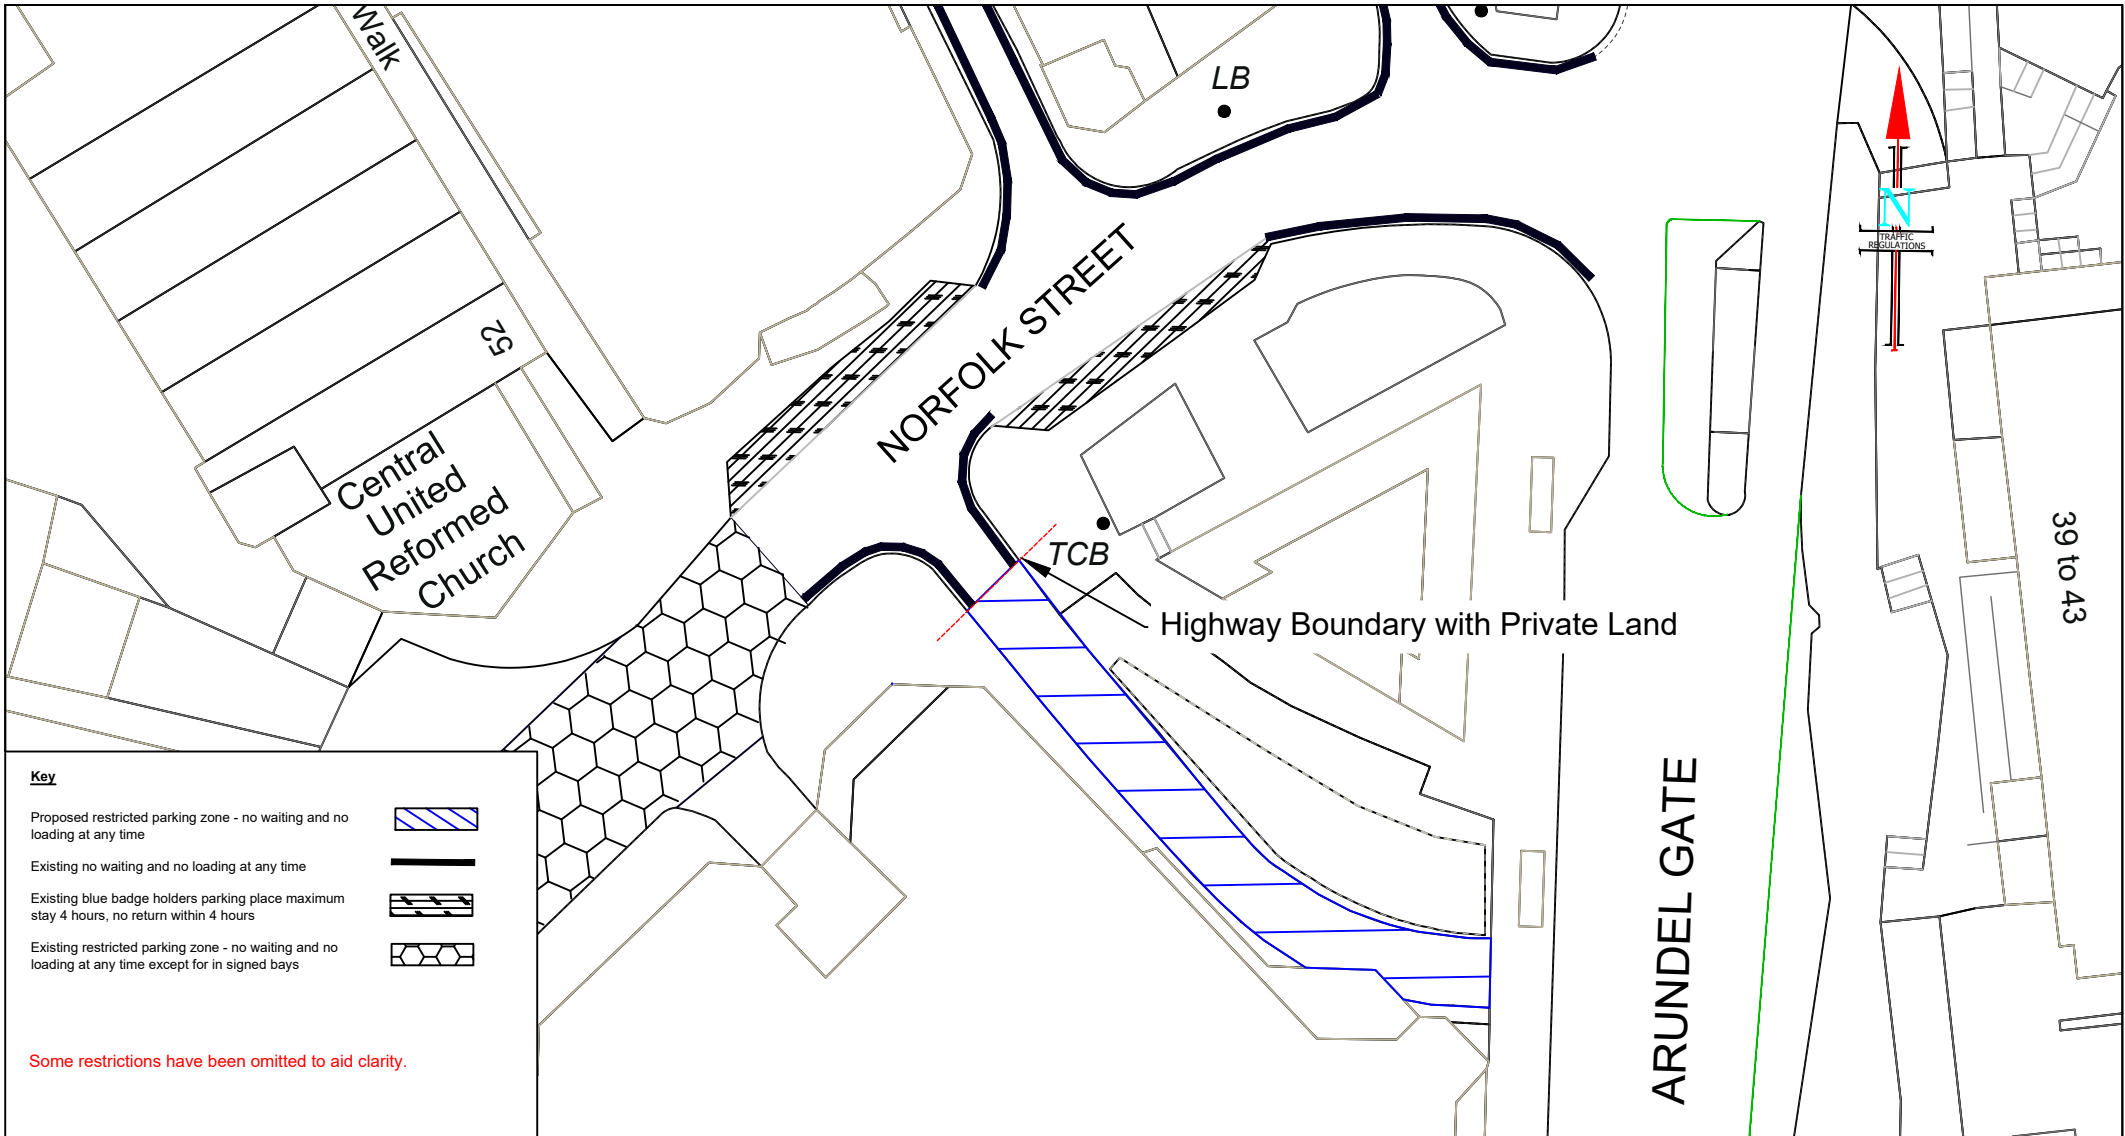 Walk
LB
N
TRAFFIC
REGULATIONS
NORFOLK STREET
52
Central
United
Reformed
Church
TCB
Highway Boundary with Private Land
39 to 43
ARUNDEL GATE
Key
Proposed restricted parking zone - no waiting and no
loading at any time
Existing no waiting and no loading at any time
Existing blue badge holders parking place maximum
stay 4 hours, no return within 4 hours
Existing restricted parking zone - no waiting and no
loading at any time except for in signed bays
Some restrictions have been omitted to aid clarity.